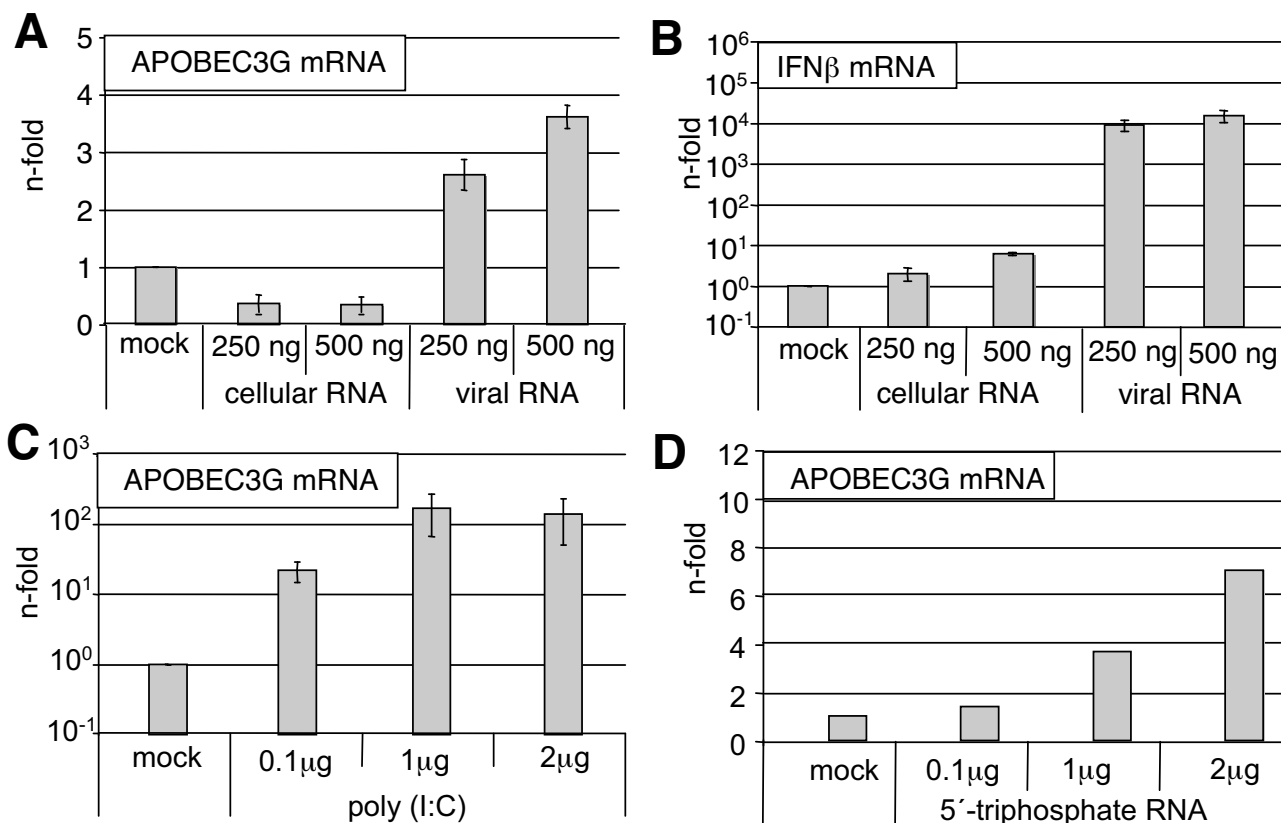 A
APOBEC3G mRNA
n-fold
5
4
3
2
1
0
mock
250 ng
500 ng
250 ng
500 ng
cellular RNA
viral RNA
B
IFNβ mRNA
n-fold
10⁶
10⁵
10⁴
10³
10²
10¹
10⁰
10⁻¹
mock
250 ng
500 ng
250 ng
500 ng
cellular RNA
viral RNA
C
APOBEC3G mRNA
n-fold
10³
10²
10¹
10⁰
10⁻¹
mock
0.1μg
1μg
2μg
poly (I:C)
D
APOBEC3G mRNA
n-fold
12
10
8
6
4
2
0
mock
0.1μg
1μg
2μg
5´-triphosphate RNA